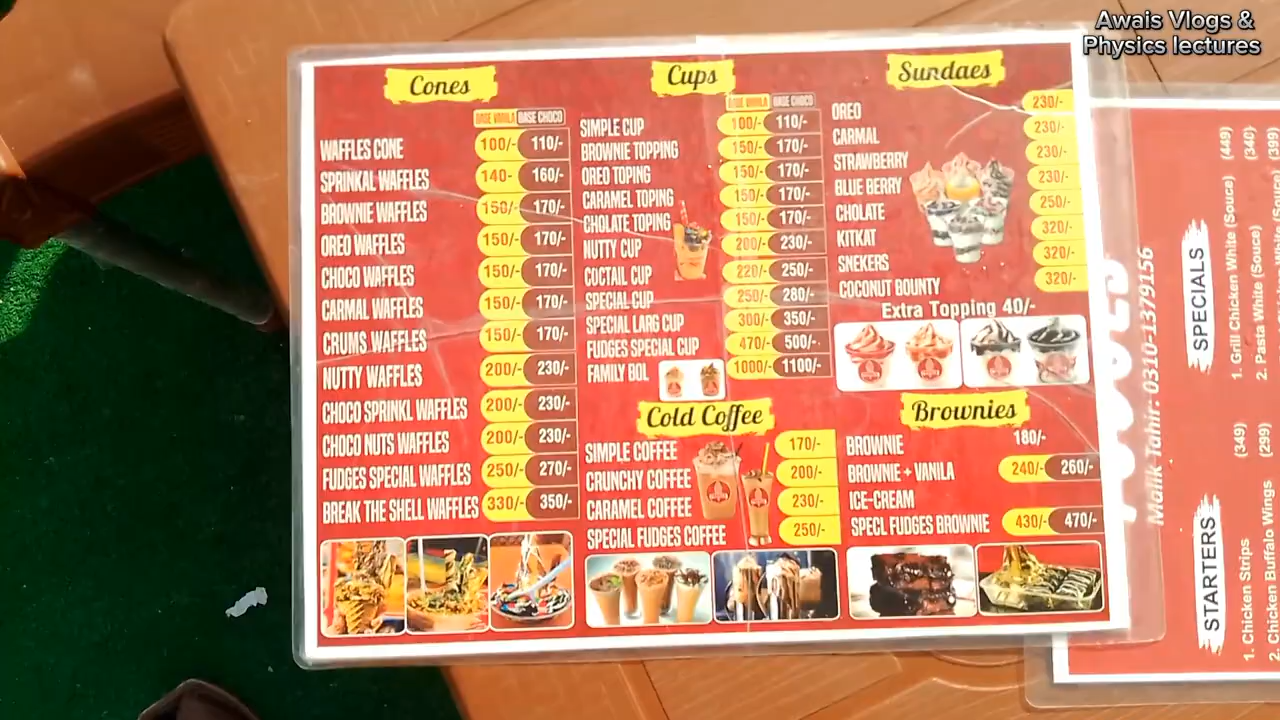 Awais Vlogs &
Physics lectures
Cones
BASE VANILA BASE CHOCO
WAFFLES CONE 100/- 110/-
SPRINKAL WAFFLES 140- 160/-
BROWNIE WAFFLES 150/- 170/-
OREO WAFFLES 150/- 170/-
CHOCO WAFFLES 150/- 170/-
CARMAL WAFFLES 150/- 170/-
CRUMS WAFFLES 150/- 170/-
NUTTY WAFFLES 200/- 230/-
CHOCO SPRINKL WAFFLES 200/- 230/-
CHOCO NUTS WAFFLES 200/- 230/-
FUDGES SPECIAL WAFFLES 250/- 270/-
BREAK THE SHELL WAFFLES 330/- 350/-
Cups
BASE VANILA BASE CHOCO
SIMPLE CUP 100/- 110/-
BROWNIE TOPPING 150/- 170/-
OREO TOPING 150/- 170/-
CARAMEL TOPING 150/- 170/-
CHOLATE TOPING 150/- 170/-
NUTTY CUP 200/- 230/-
COCTAIL CUP 220/- 250/-
SPECIAL CUP 250/- 280/-
SPECIAL LARG CUP 300/- 350/-
FUDGES SPECIAL CUP 470/- 500/-
FAMILY BOL 1000/- 1100/-
Cold Coffee
SIMPLE COFFEE 170/-
CRUNCHY COFFEE 200/-
CARAMEL COFFEE 230/-
SPECIAL FUDGES COFFEE 250/-
Sundaes
OREO 230/-
CARMAL 230/-
STRAWBERRY 230/-
BLUE BERRY 230/-
CHOLATE 250/-
KITKAT 320/-
SNEKERS 320/-
COCONUT BOUNTY 320/-
Extra Topping 40/-
Brownies
BROWNIE 180/-
BROWNIE + VANILA 240/- 260/-
ICE-CREAM
SPECL FUDGES BROWNIE 430/- 470/-
Malik Tahir: 0310-1379156
SPECIALS
1. Grill Chicken White (Souce) (449)
2. Pasta White (Souce) (340)
White (Souce) (399)
STARTERS
1. Chicken Strips (349)
2. Chicken Buffalo Wings (299)